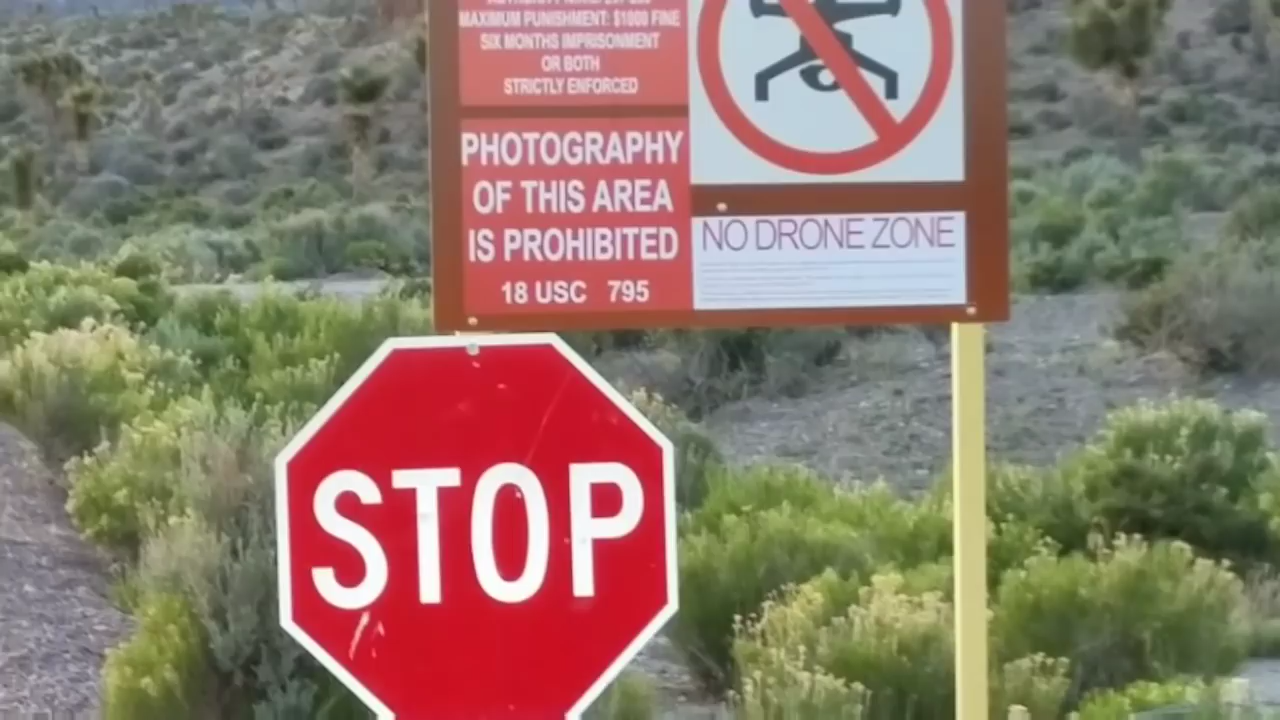 MAXIMUM PUNISHMENT: $1000 FINE
SIX MONTHS IMPRISONMENT
OR BOTH
STRICTLY ENFORCED
PHOTOGRAPHY
OF THIS AREA
IS PROHIBITED
18 USC 795
NO DRONE ZONE
STOP